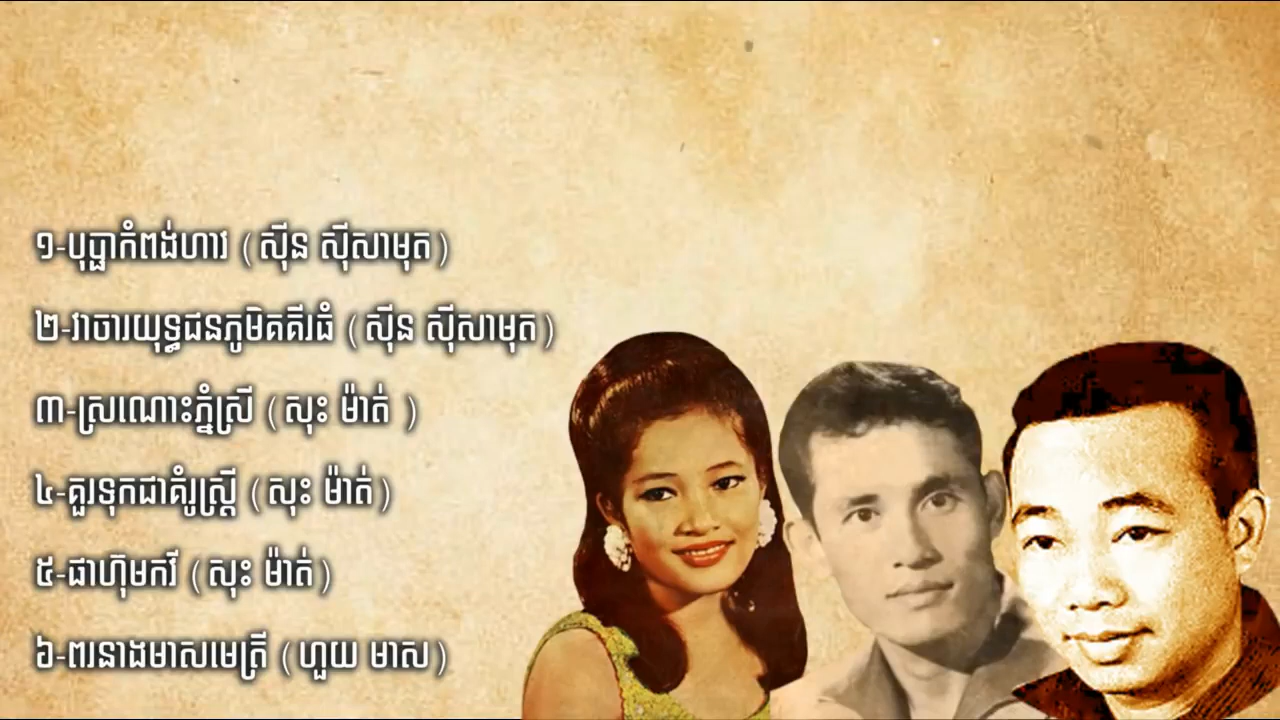 ១-បុប្ផាកំពង់ហាវ (ស៊ីន ស៊ីសាមុត)
២-វាចារយុទ្ធជនភូមិគគីរធំ (ស៊ីន ស៊ីសាមុត)
៣-ស្រណោះភ្នំស្រី (សុះ ម៉ាត់ )
៤-គួរទុកជាគំរូស្ត្រី (សុះ ម៉ាត់)
៥-ជាហ៊ុមកវី (សុះ ម៉ាត់)
៦-ពរនាងមាសមេត្រី (ហួយ មាស)